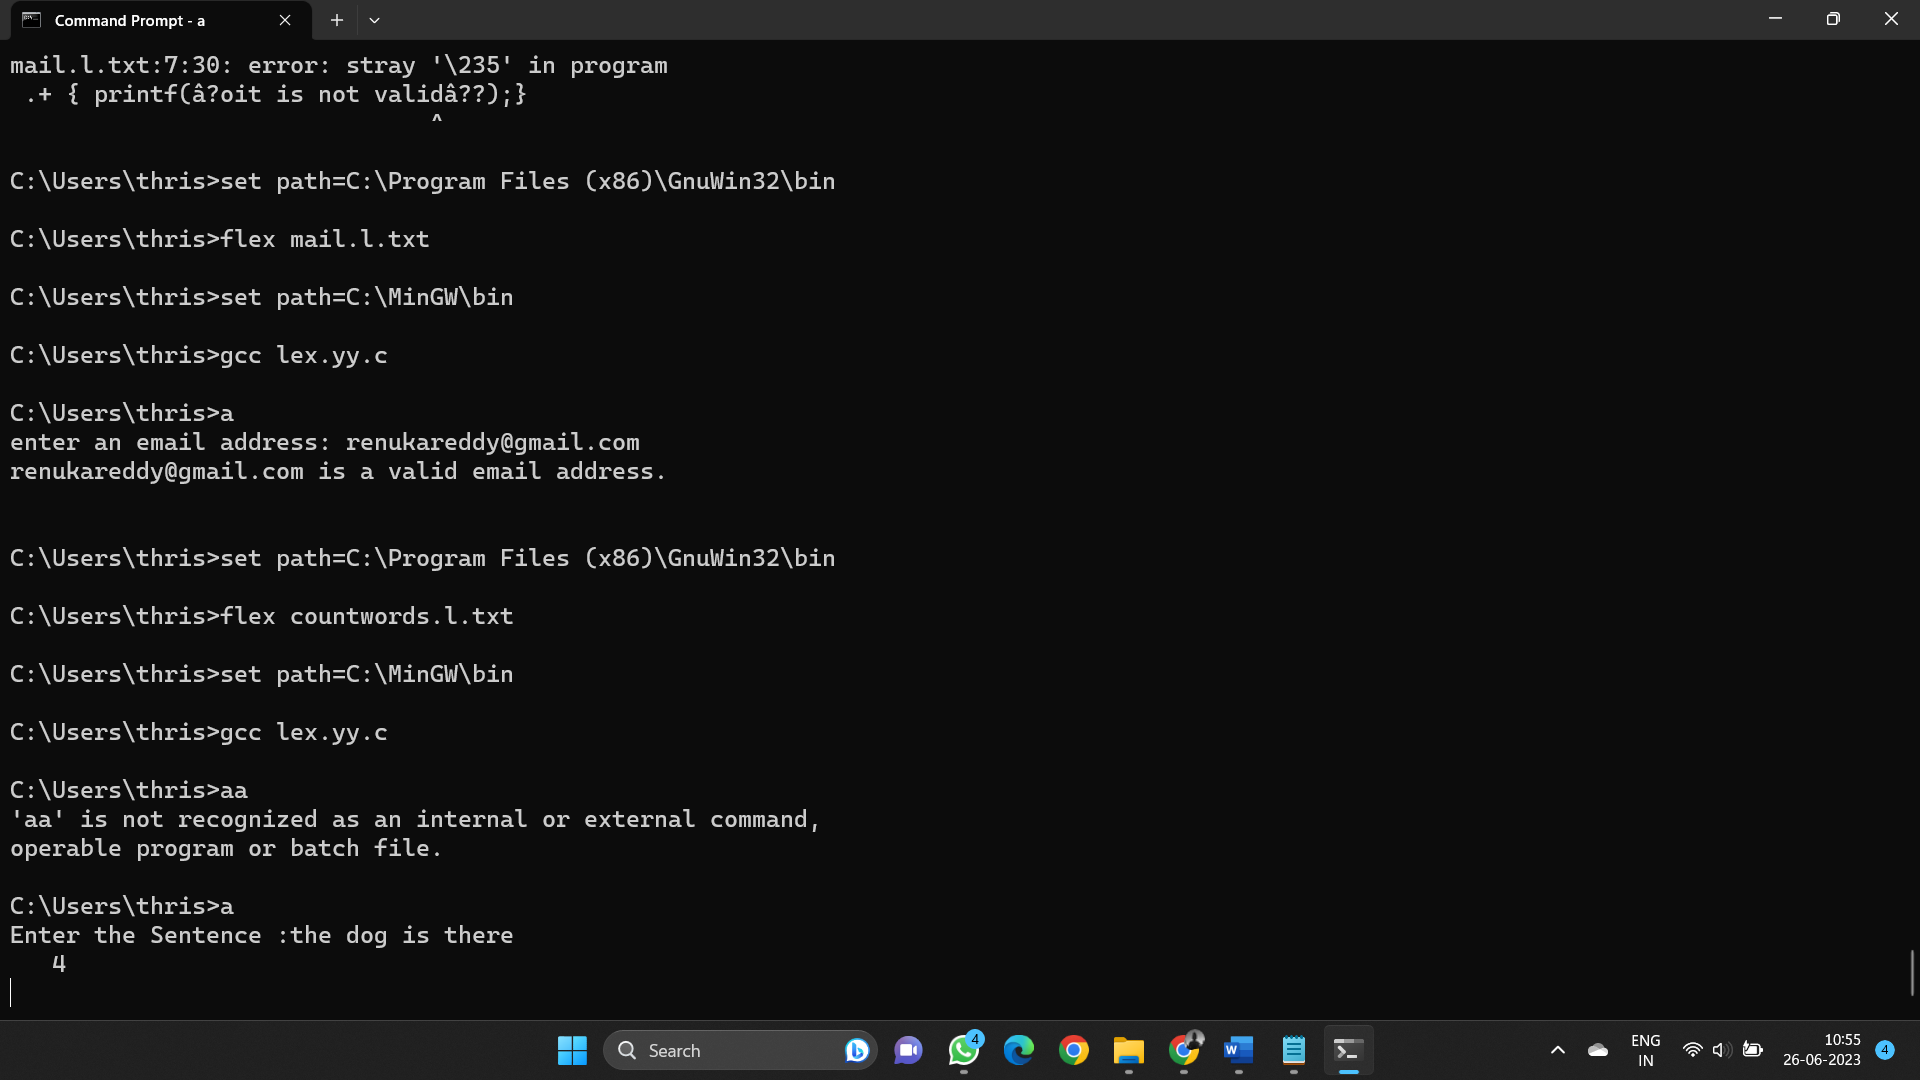 Command Prompt - a
mail.l.txt:7:30: error: stray '\235' in program
.+ { printf(â?oit is not validâ??);}
^
C:\Users\thris>set path=C:\Program Files (x86)\GnuWin32\bin
C:\Users\thris>flex mail.l.txt
C:\Users\thris>set path=C:\MinGW\bin
C:\Users\thris>gcc lex.yy.c
C:\Users\thris>a
enter an email address: renukareddy@gmail.com
renukareddy@gmail.com is a valid email address.
C:\Users\thris>set path=C:\Program Files (x86)\GnuWin32\bin
C:\Users\thris>flex countwords.l.txt
C:\Users\thris>set path=C:\MinGW\bin
C:\Users\thris>gcc lex.yy.c
C:\Users\thris>aa
'aa' is not recognized as an internal or external command,
operable program or batch file.
C:\Users\thris>a
Enter the Sentence :the dog is there
4
Search
4
W
ENG
IN
10:55
26-06-2023
4